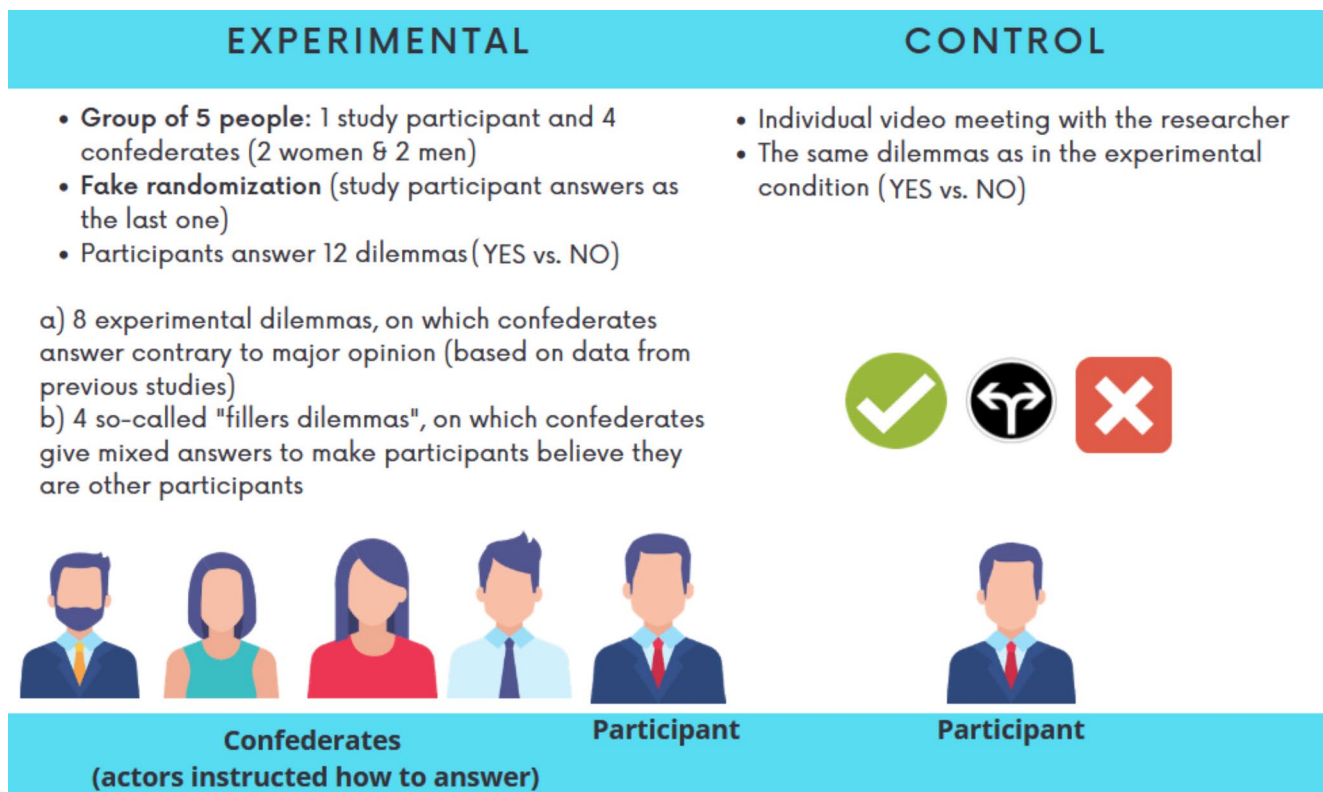 EXPERIMENTAL
• Group of 5 people: 1 study participant and 4
confederates (2 women & 2 men)
• Fake randomization (study participant answers as
the last one)
• Participants answer 12 dilemmas (YES vs. NO)
a) 8 experimental dilemmas, on which confederates
answer contrary to major opinion (based on data from
previous studies)
b) 4 so-called "fillers dilemmas", on which confederates
give mixed answers to make participants believe they
are other participants
Confederates
(actors instructed how to answer)
Participant
CONTROL
• Individual video meeting with the researcher
• The same dilemmas as in the experimental
condition (YES vs. NO)
Participant